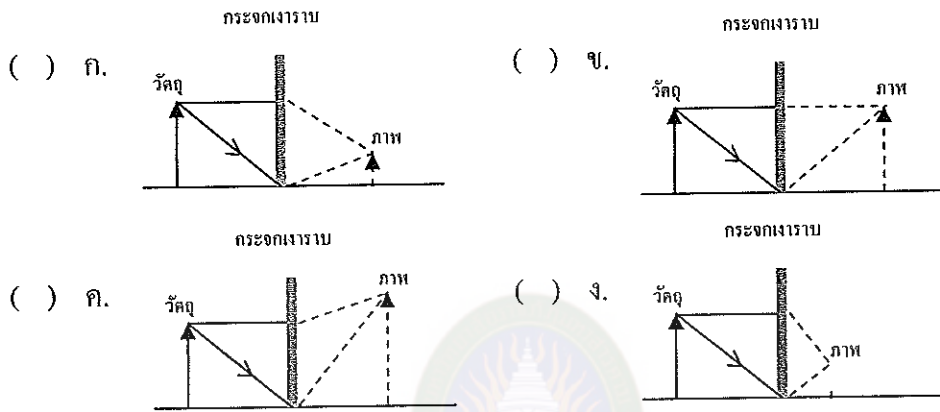 กระจกเงาราบ
( ) ก.
วัตถุ
ภาพ
กระจกเงาราบ
( ) ข.
วัตถุ
ภาพ
กระจกเงาราบ
( ) ค.
วัตถุ
ภาพ
กระจกเงาราบ
( ) ง.
วัตถุ
ภาพ